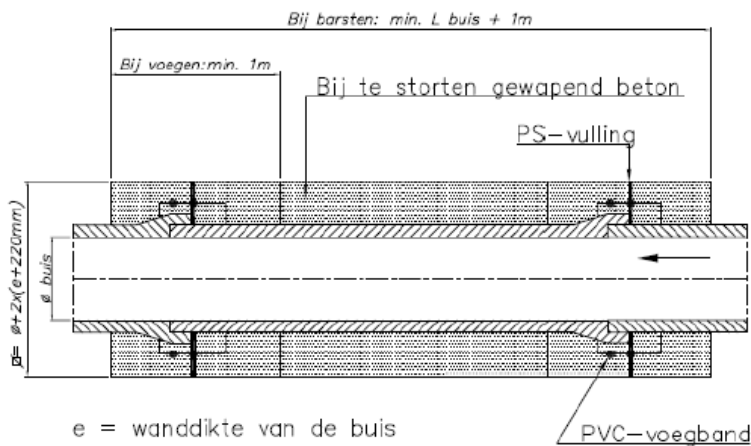 Bij barsten: min. L buis + 1m
Bij voegen:min. 1m
Bij te storten gewapend beton
PS-vulling
⌀ buis
= ⌀+2x(e+220mm)
e = wanddikte van de buis
PVC-voegband